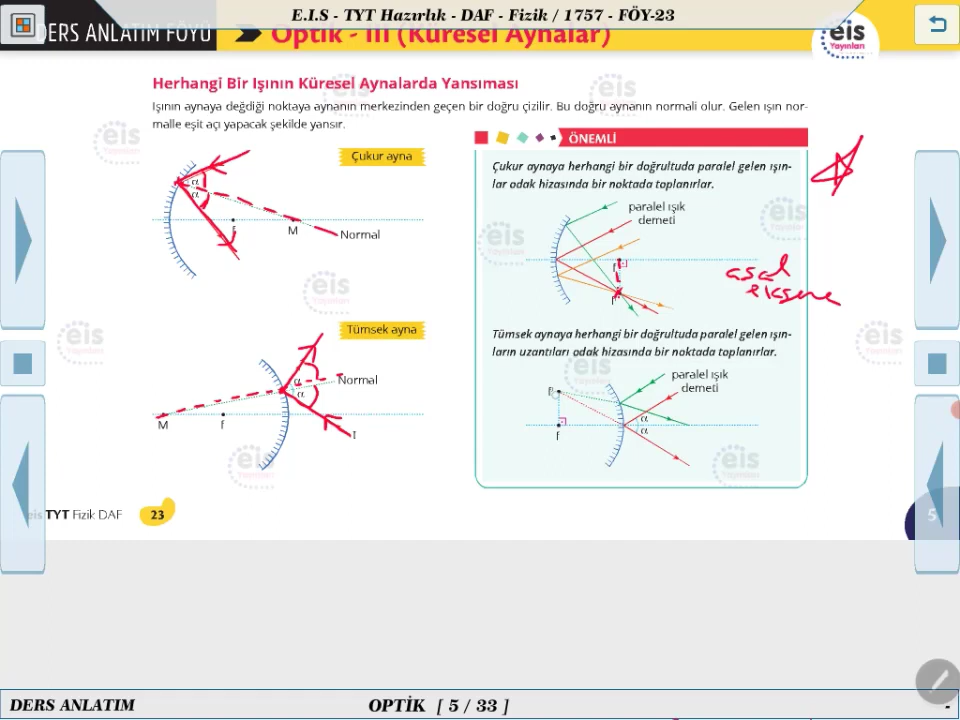 E.I.S - TYT Hazırlık - DAF - Fizik / 1757 - FÖY-23
DERS ANLATIM FÖYÜ
Optik - III (Küresel Aynalar)
eis
Yayınları
Herhangi Bir Işının Küresel Aynalarda Yansıması
Işının aynaya değdiği noktaya aynanın merkezinden geçen bir doğru çizilir. Bu doğru aynanın normali olur. Gelen ışın nor-
malle eşit açı yapacak şekilde yansır.
Çukur ayna
α
α
f
M
Normal
Tümsek ayna
Normal
α
α
M
f
I
ÖNEMLİ
Çukur aynaya herhangi bir doğrultuda paralel gelen ışın-
lar odak hizasında bir noktada toplanırlar.
paralel ışık
demeti
f
f'
asal
eksene
Tümsek aynaya herhangi bir doğrultuda paralel gelen ışın-
ların uzantıları odak hizasında bir noktada toplanırlar.
paralel ışık
demeti
α
α
f
eis TYT Fizik DAF
23
5
DERS ANLATIM
OPTİK [ 5 / 33 ]